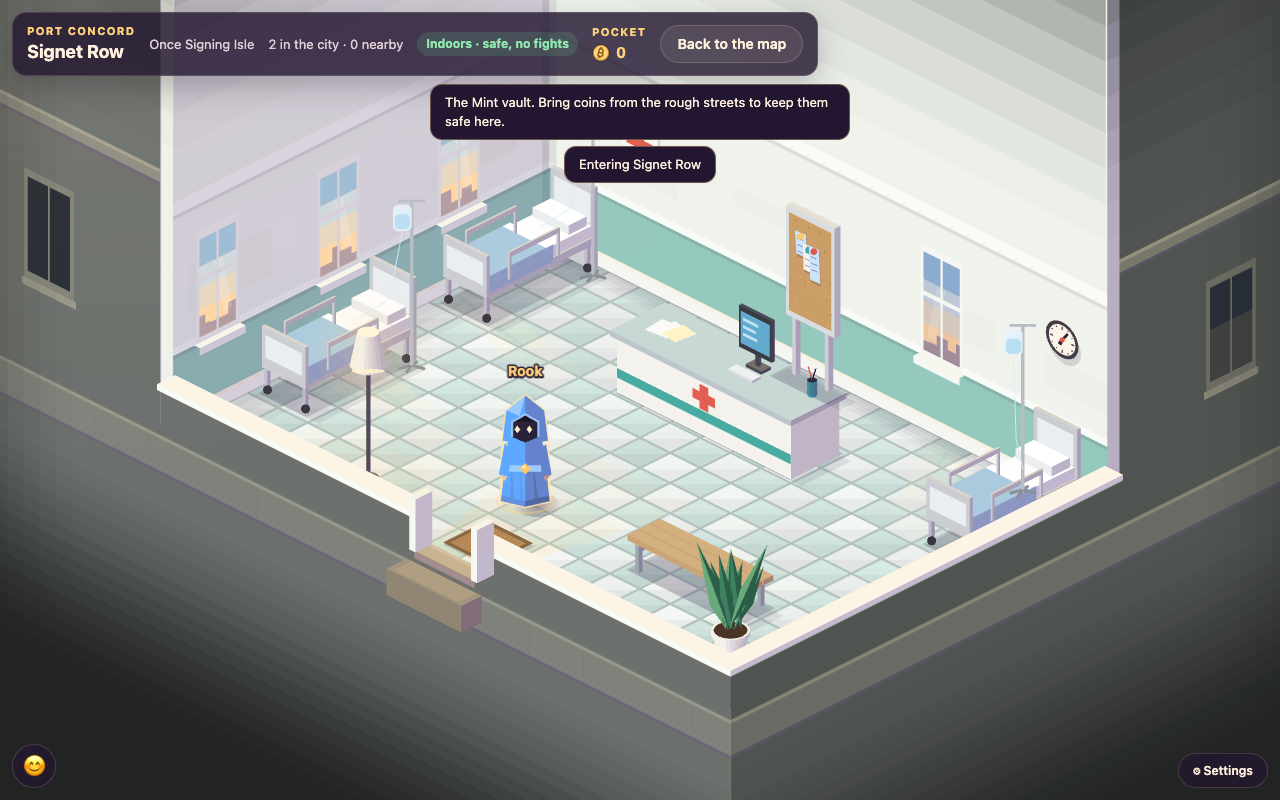 PORT CONCORD
Signet Row
Once Signing Isle
2 in the city · 0 nearby
Indoors · safe, no fights
POCKET
0
Back to the map
The Mint vault. Bring coins from the rough streets to keep them
safe here.
Entering Signet Row
Rook
Settings